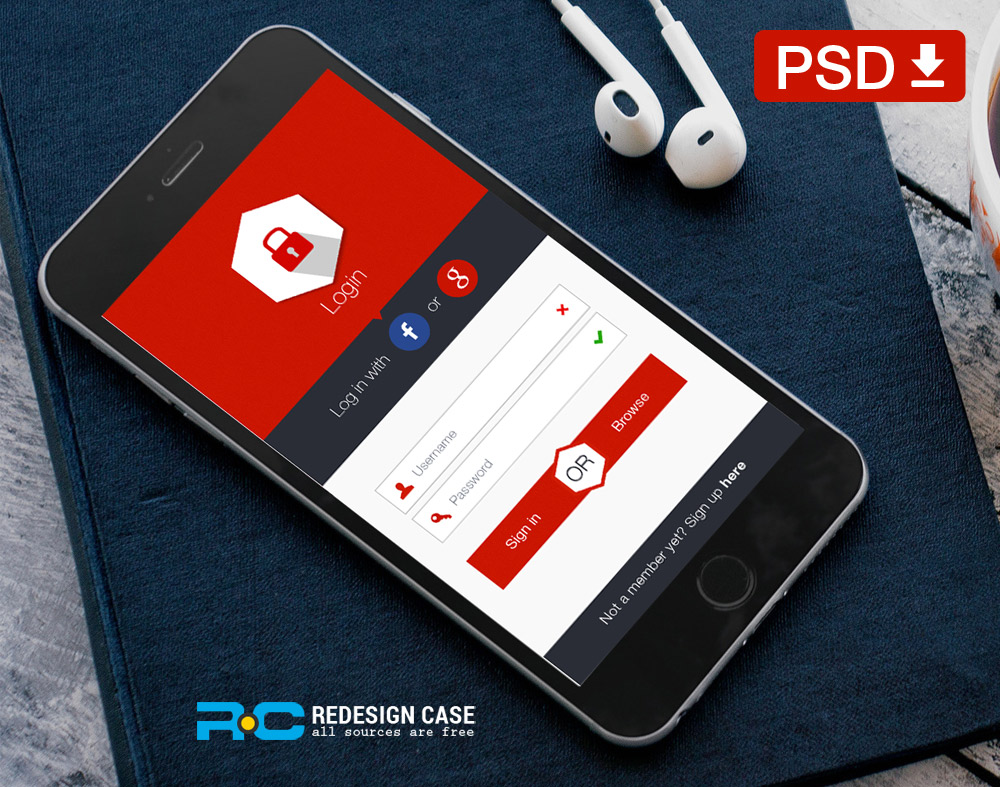 PSD
Login
Log in with f or g
Username
Password
Sign in OR Browse
Not a member yet? Sign up here
RC REDESIGN CASE
all sources are free